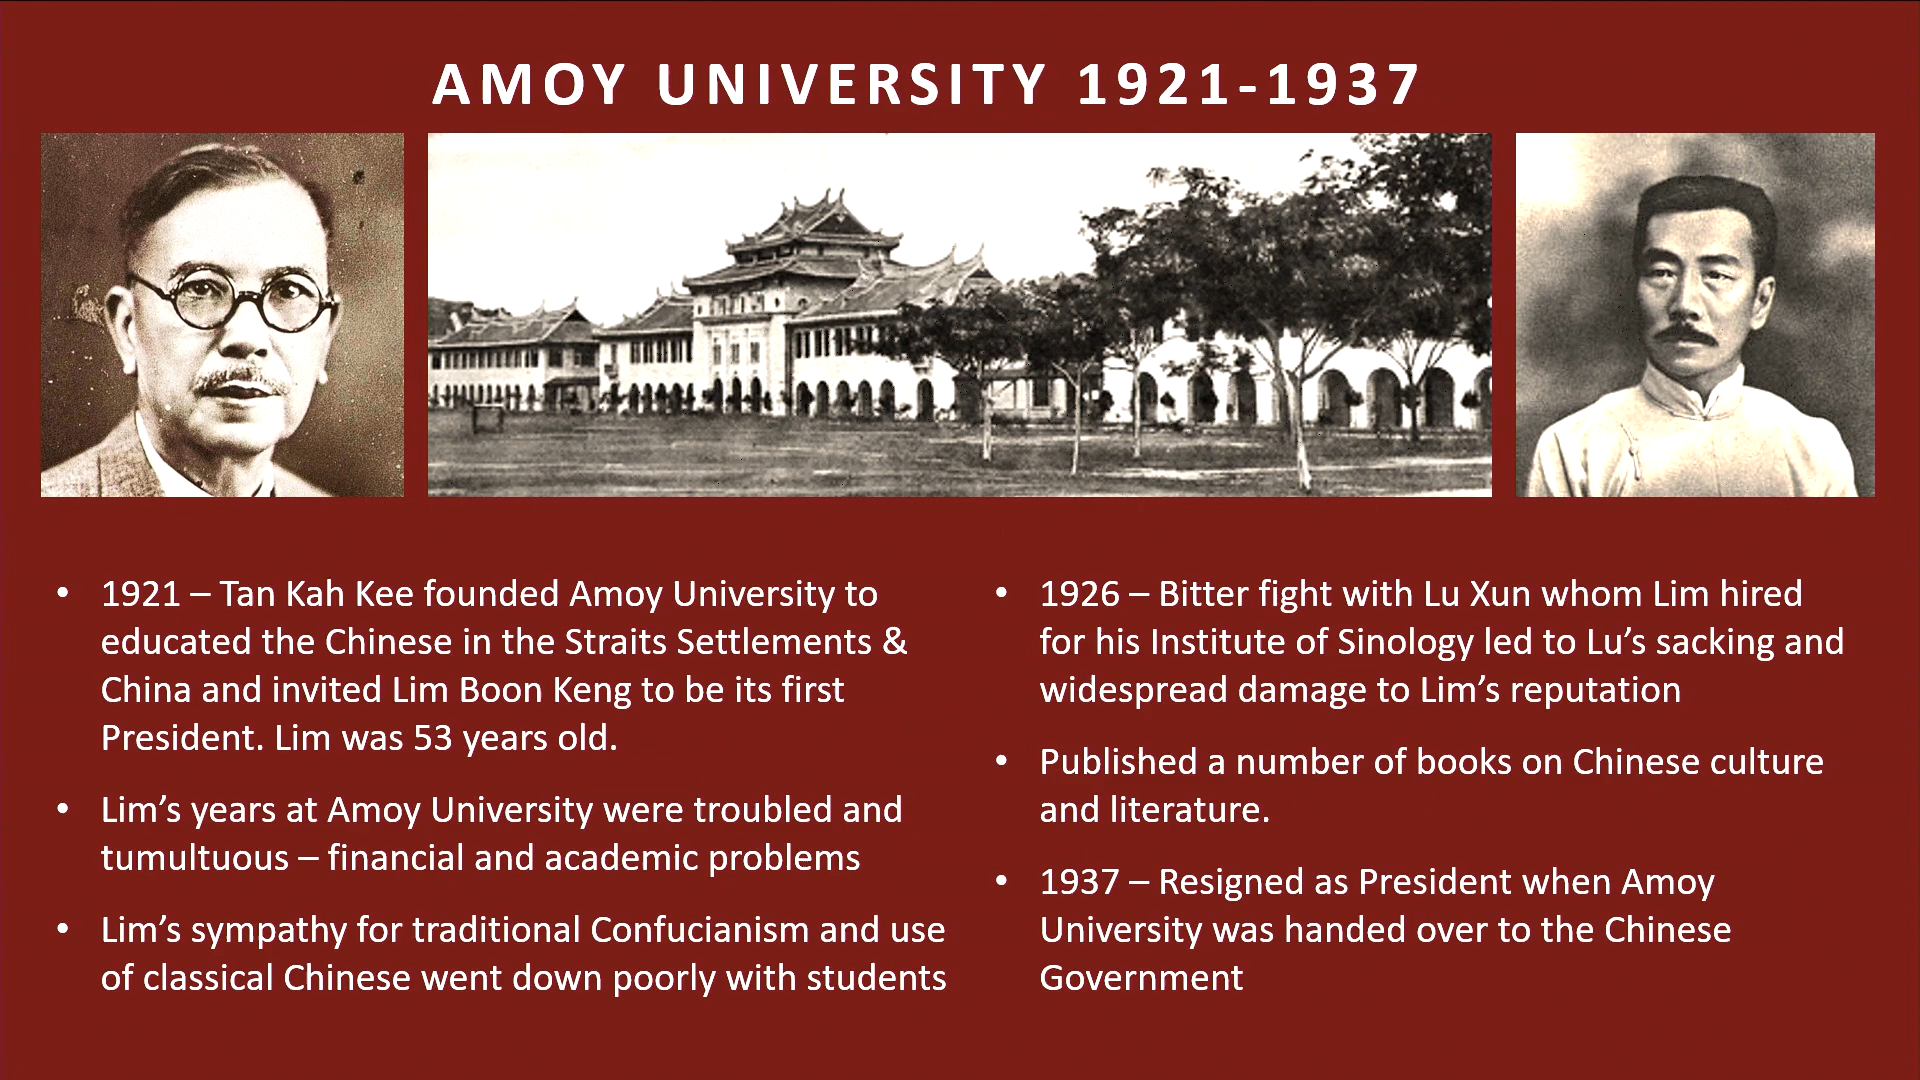 AMOY UNIVERSITY 1921-1937
• 1921 – Tan Kah Kee founded Amoy University to
educated the Chinese in the Straits Settlements &
China and invited Lim Boon Keng to be its first
President. Lim was 53 years old.
• Lim’s years at Amoy University were troubled and
tumultuous – financial and academic problems
• Lim’s sympathy for traditional Confucianism and use
of classical Chinese went down poorly with students
• 1926 – Bitter fight with Lu Xun whom Lim hired
for his Institute of Sinology led to Lu’s sacking and
widespread damage to Lim’s reputation
• Published a number of books on Chinese culture
and literature.
• 1937 – Resigned as President when Amoy
University was handed over to the Chinese
Government